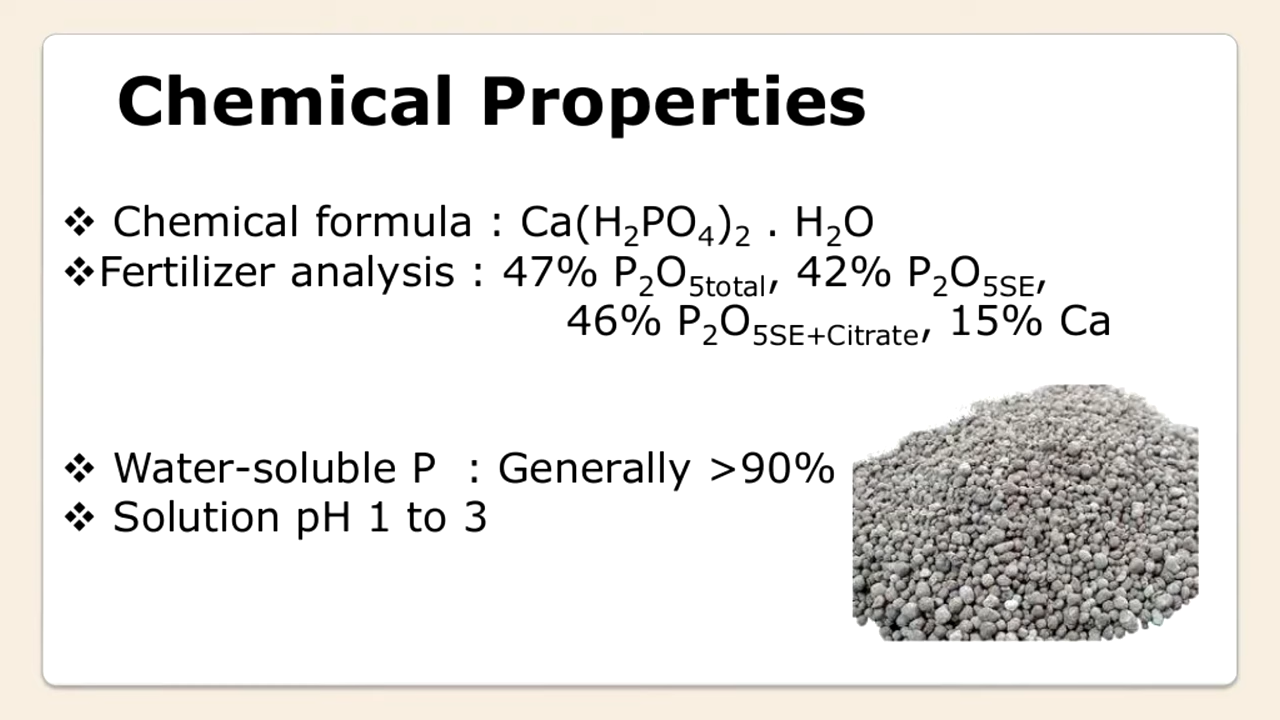 Chemical Properties
❖ Chemical formula : Ca(H₂PO₄)₂ . H₂O
❖Fertilizer analysis : 47% P₂O₅total, 42% P₂O₅SE,
46% P₂O₅SE+Citrate, 15% Ca
❖ Water-soluble P : Generally >90%
❖ Solution pH 1 to 3